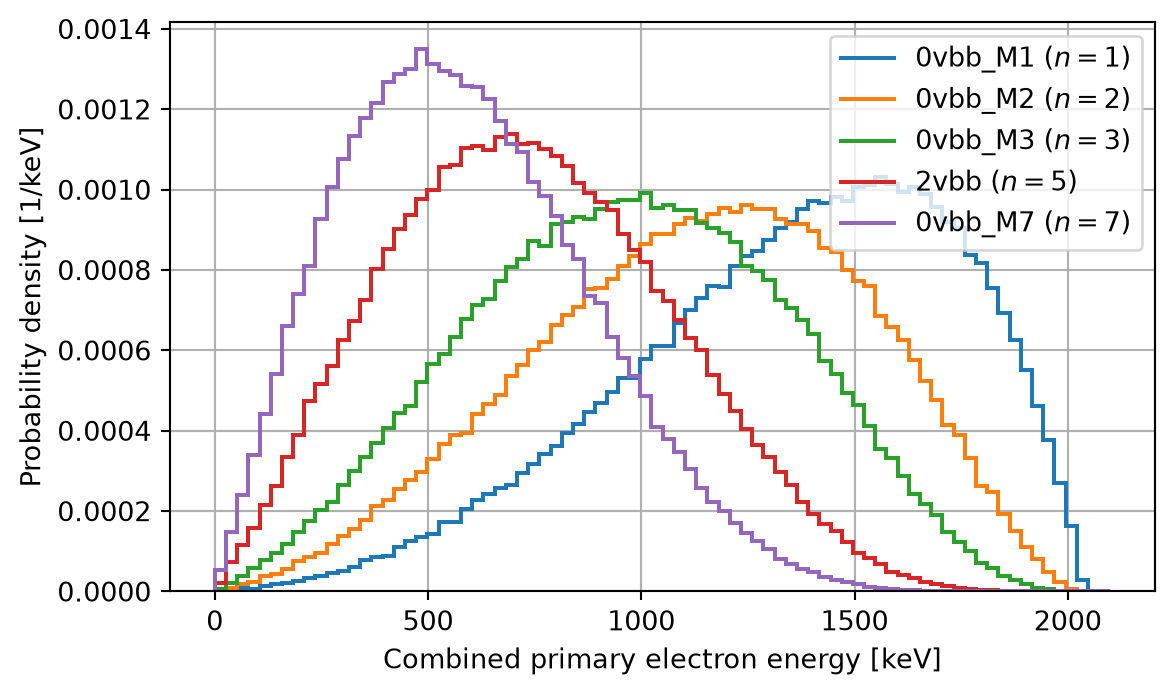 0.0014
0.0012
0.0010
0.0008
0.0006
0.0004
0.0002
0.0000
Probability density [1/keV]
0vbb_M1 (n = 1)
0vbb_M2 (n = 2)
0vbb_M3 (n = 3)
2vbb (n = 5)
0vbb_M7 (n = 7)
0 500 1000 1500 2000
Combined primary electron energy [keV]